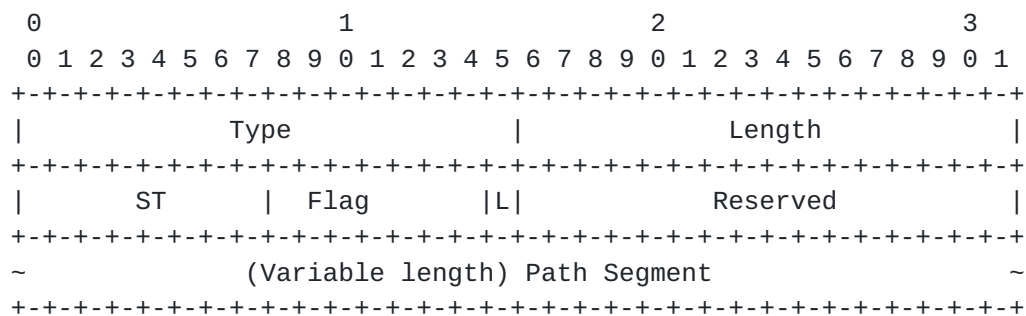 0                   1                   2                   3
 0 1 2 3 4 5 6 7 8 9 0 1 2 3 4 5 6 7 8 9 0 1 2 3 4 5 6 7 8 9 0 1
+-+-+-+-+-+-+-+-+-+-+-+-+-+-+-+-+-+-+-+-+-+-+-+-+-+-+-+-+-+-+-+-+
|             Type              |             Length            |
+-+-+-+-+-+-+-+-+-+-+-+-+-+-+-+-+-+-+-+-+-+-+-+-+-+-+-+-+-+-+-+-+
|       ST      |  Flag       |L|            Reserved           |
+-+-+-+-+-+-+-+-+-+-+-+-+-+-+-+-+-+-+-+-+-+-+-+-+-+-+-+-+-+-+-+-+
~              (Variable length) Path Segment                   ~
+-+-+-+-+-+-+-+-+-+-+-+-+-+-+-+-+-+-+-+-+-+-+-+-+-+-+-+-+-+-+-+-+